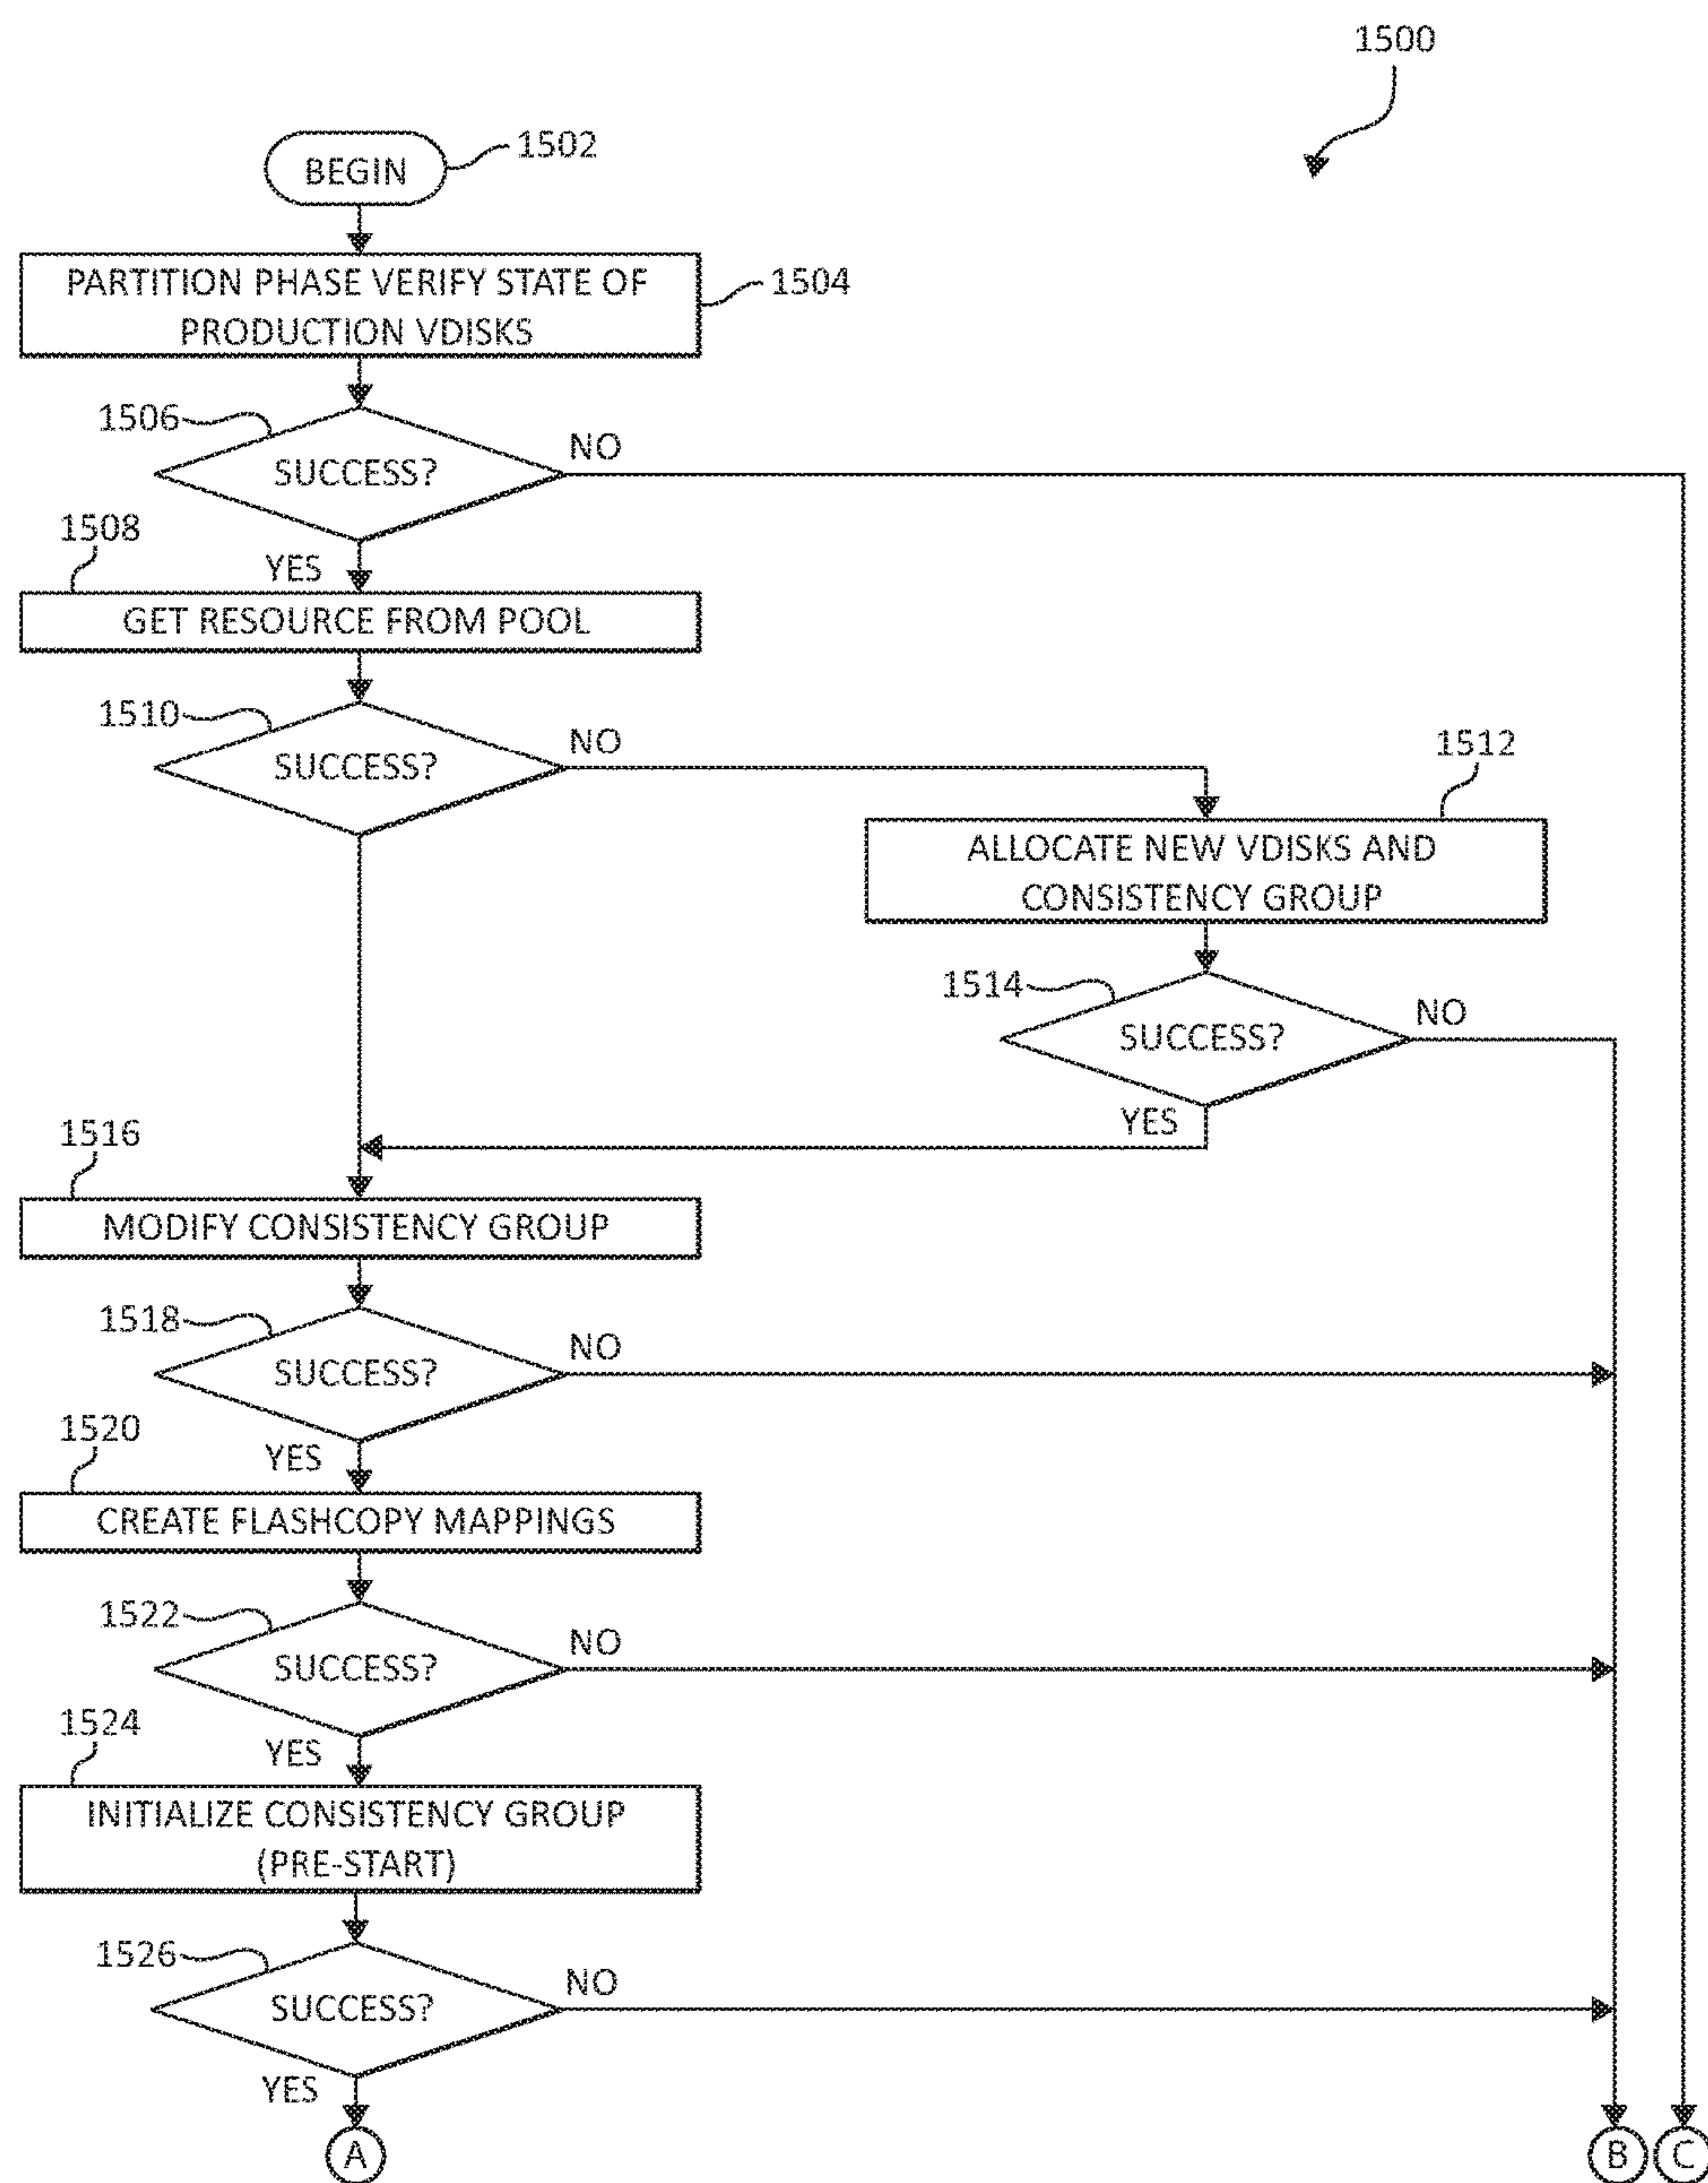 1500
BEGIN
1502
PARTITION PHASE VERIFY STATE OF
PRODUCTION VDISKS
1504
1506
SUCCESS?
NO
YES
1508
GET RESOURCE FROM POOL
1510
SUCCESS?
NO
1512
ALLOCATE NEW VDISKS AND
CONSISTENCY GROUP
1514
SUCCESS?
NO
YES
1516
MODIFY CONSISTENCY GROUP
1518
SUCCESS?
NO
YES
1520
CREATE FLASHCOPY MAPPINGS
1522
SUCCESS?
NO
YES
1524
INITIALIZE CONSISTENCY GROUP
(PRE-START)
1526
SUCCESS?
NO
YES
A
B
C